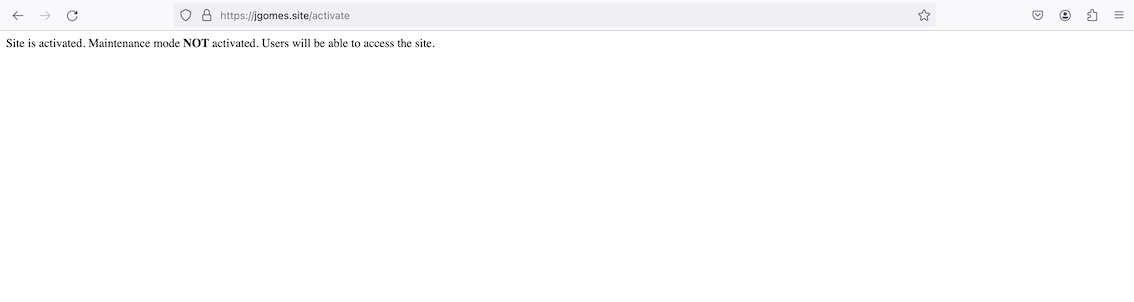 https://jgomes.site/activate
Site is activated. Maintenance mode NOT activated. Users will be able to access the site.